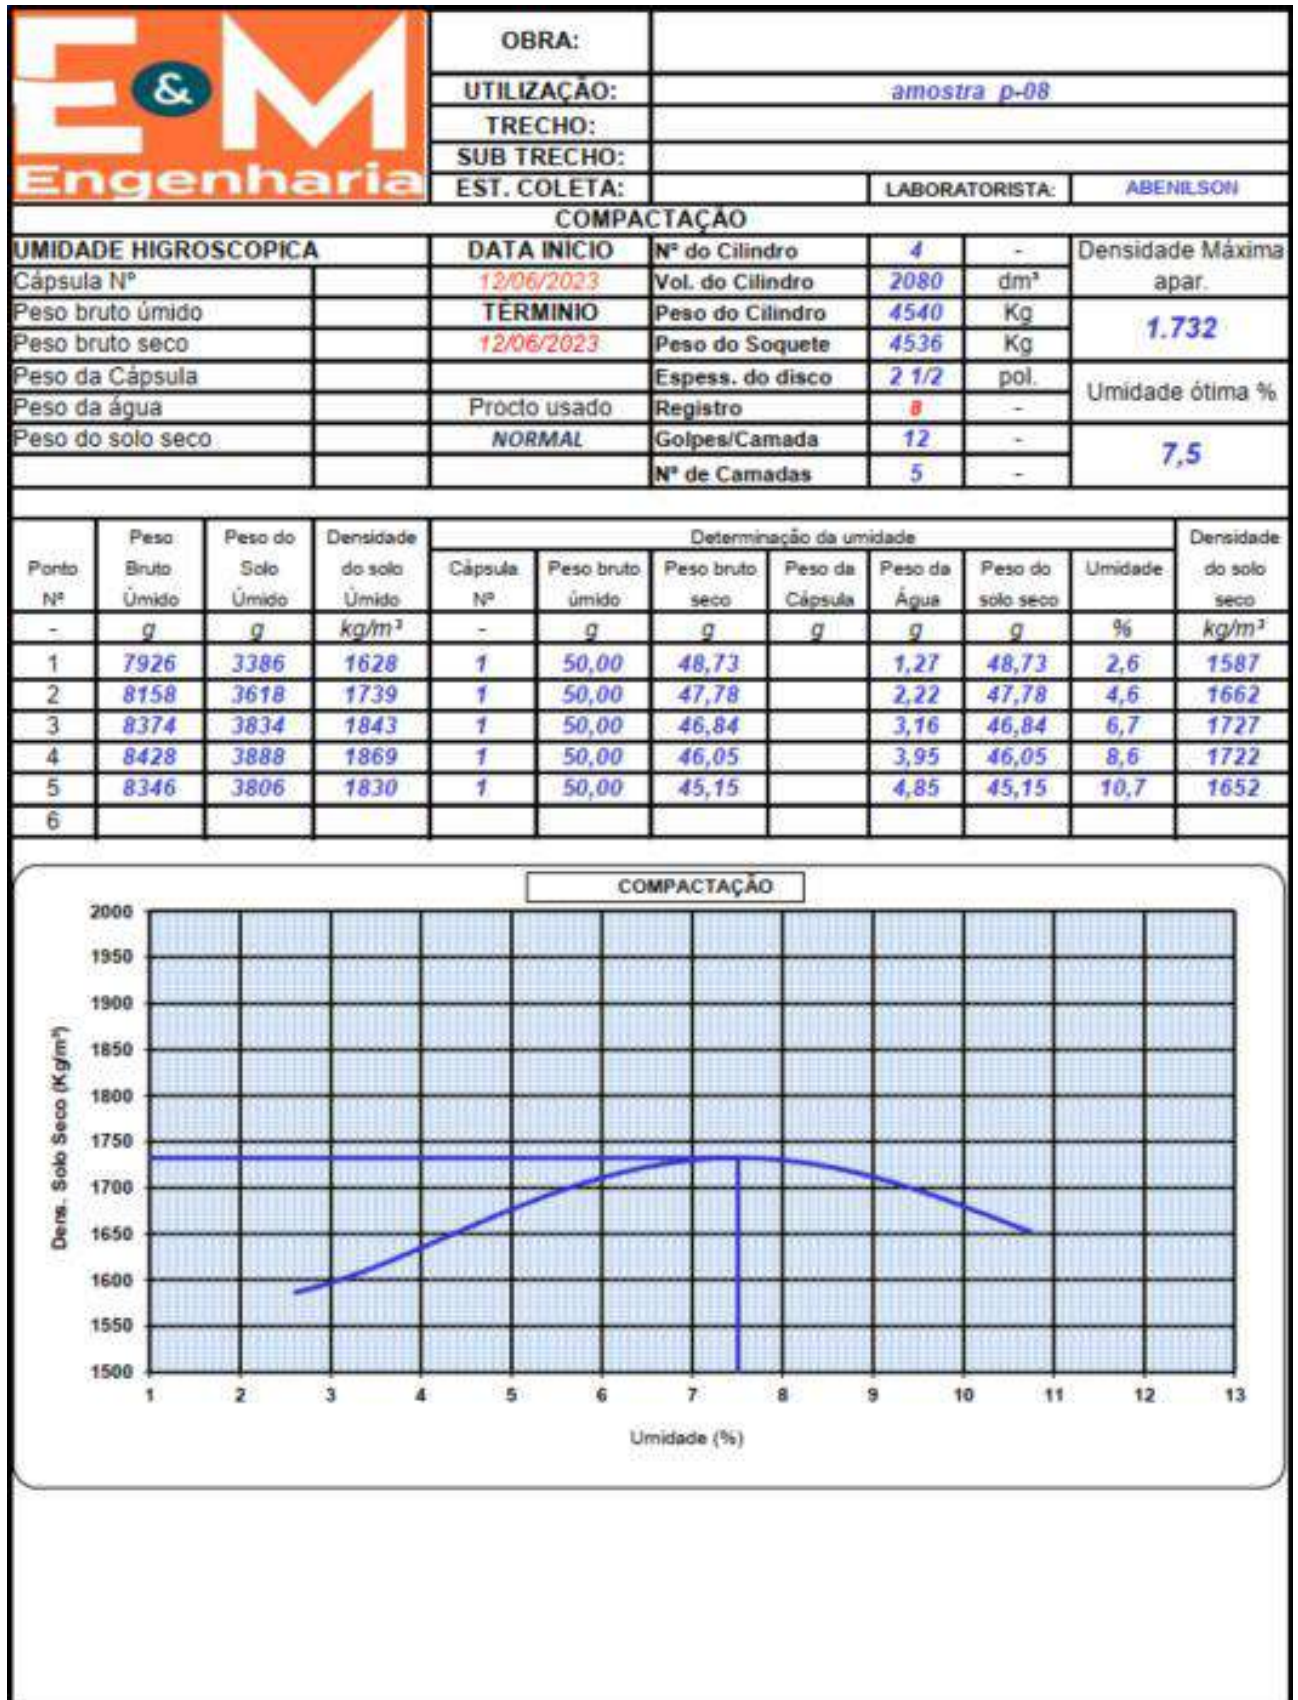 E&M
Engenharia
OBRA:
UTILIZAÇÃO: amostra p-08
TRECHO:
SUB TRECHO:
EST. COLETA: LABORATORISTA: ABENILSON
COMPACTAÇÃO
UMIDADE HIGROSCOPICA DATA INÍCIO Nº do Cilindro 4 - Densidade Máxima apar.
Cápsula Nº 12/06/2023 Vol. do Cilindro 2080 dm³
Peso bruto úmido TÉRMINIO Peso do Cilindro 4540 Kg 1.732
Peso bruto seco 12/06/2023 Peso do Soquete 4536 Kg
Peso da Cápsula Espess. do disco 2 1/2 pol. Umidade ótima %
Peso da água Procto usado Registro 8 -
Peso do solo seco NORMAL Golpes/Camada 12 - 7,5
Nº de Camadas 5 -
Ponto Nº Peso Bruto Úmido Peso do Solo Úmido Densidade do solo Úmido Determinação da umidade Densidade do solo seco
Cápsula Nº Peso bruto úmido Peso bruto seco Peso da Cápsula Peso da Água Peso do solo seco Umidade
- g g kg/m³ - g g g g g % kg/m³
1 7926 3386 1628 1 50,00 48,73 1,27 48,73 2,6 1587
2 8158 3618 1739 1 50,00 47,78 2,22 47,78 4,6 1662
3 8374 3834 1843 1 50,00 46,84 3,16 46,84 6,7 1727
4 8428 3888 1869 1 50,00 46,05 3,95 46,05 8,6 1722
5 8346 3806 1830 1 50,00 45,15 4,85 45,15 10,7 1652
6
COMPACTAÇÃO
Dens. Solo Seco (Kg/m³)
2000
1950
1900
1850
1800
1750
1700
1650
1600
1550
1500
1 2 3 4 5 6 7 8 9 10 11 12 13
Umidade (%)